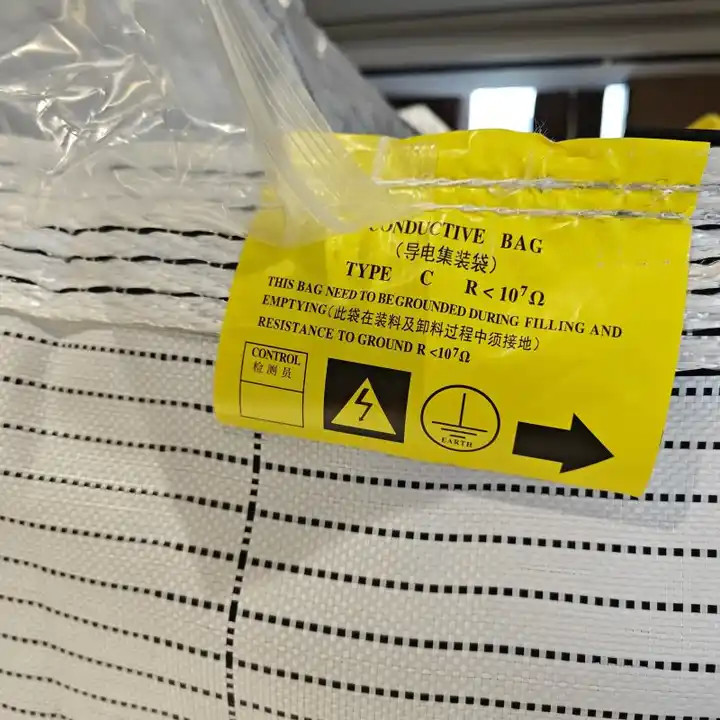 CONDUCTIVE BAG
(导电集装袋)
TYPE C R < 10⁷Ω
THIS BAG NEED TO BE GROUNDED DURING FILLING AND
EMPTYING(此袋在装料及卸料过程中须接地)
RESISTANCE TO GROUND R <10⁷Ω
CONTROL
检测员
EARTH